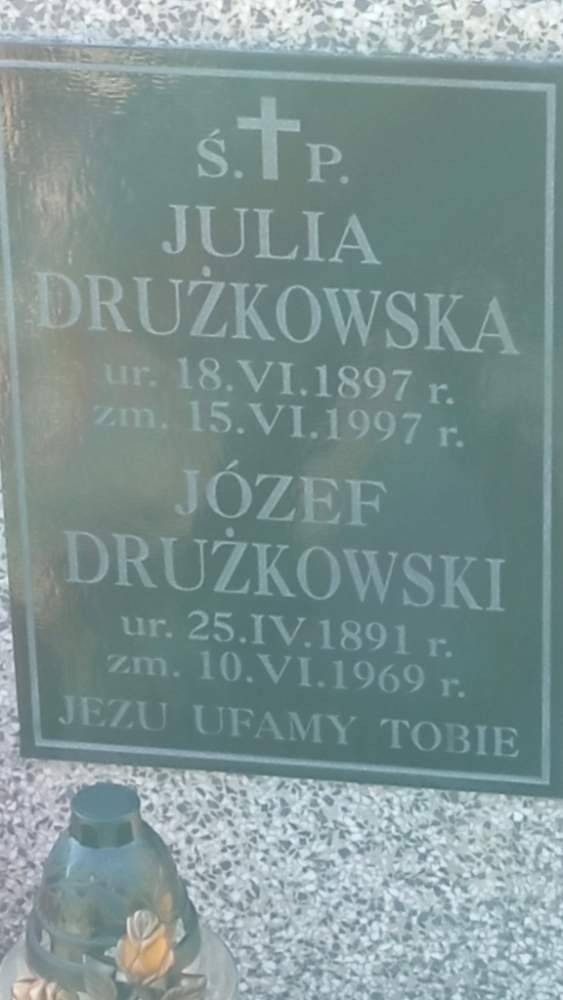 Ś. P.
JULIA
DRUŻKOWSKA
ur. 18.VI.1897 r.
zm. 15.VI.1997 r.
JÓZEF
DRUŻKOWSKI
ur. 25.IV.1891 r.
zm. 10.VI.1969 r.
JEZU UFAMY TOBIE